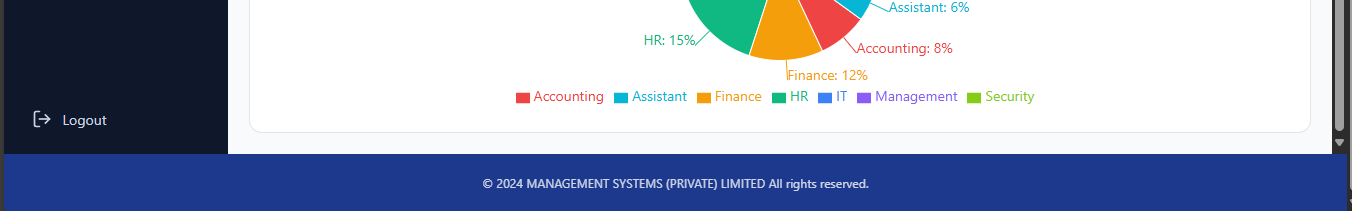 Assistant: 6%
HR: 15%
Accounting: 8%
Finance: 12%
Accounting Assistant Finance HR IT Management Security
Logout
© 2024 MANAGEMENT SYSTEMS (PRIVATE) LIMITED All rights reserved.